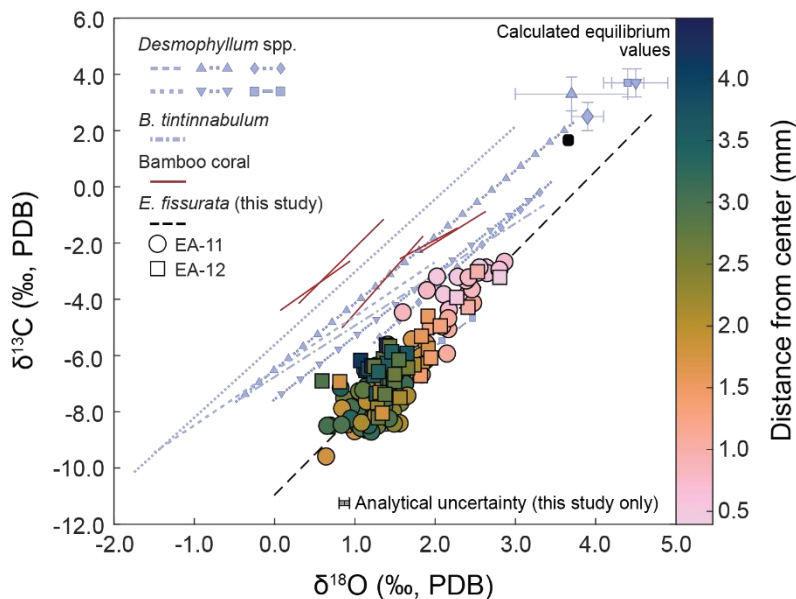 6.0
4.0
2.0
0.0
-2.0
-4.0
-6.0
-8.0
-10.0
-12.0
δ¹³C (‰, PDB)
Desmophyllum spp.
B. tintinnabulum
Bamboo coral
E. fissurata (this study)
EA-11
EA-12
Calculated equilibrium
values
Analytical uncertainty (this study only)
-2.0 -1.0 0.0 1.0 2.0 3.0 4.0 5.0
δ¹⁸O (‰, PDB)
4.0
3.5
3.0
2.5
2.0
1.5
1.0
0.5
Distance from center (mm)